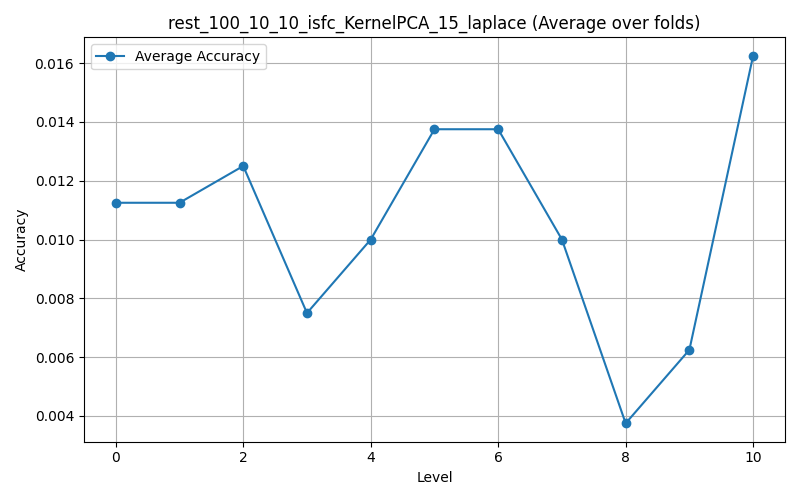 rest_100_10_10_isfc_KernelPCA_15_laplace (Average over folds)
Average Accuracy
0.016
0.014
0.012
0.010
0.008
0.006
0.004
Accuracy
0 2 4 6 8 10
Level